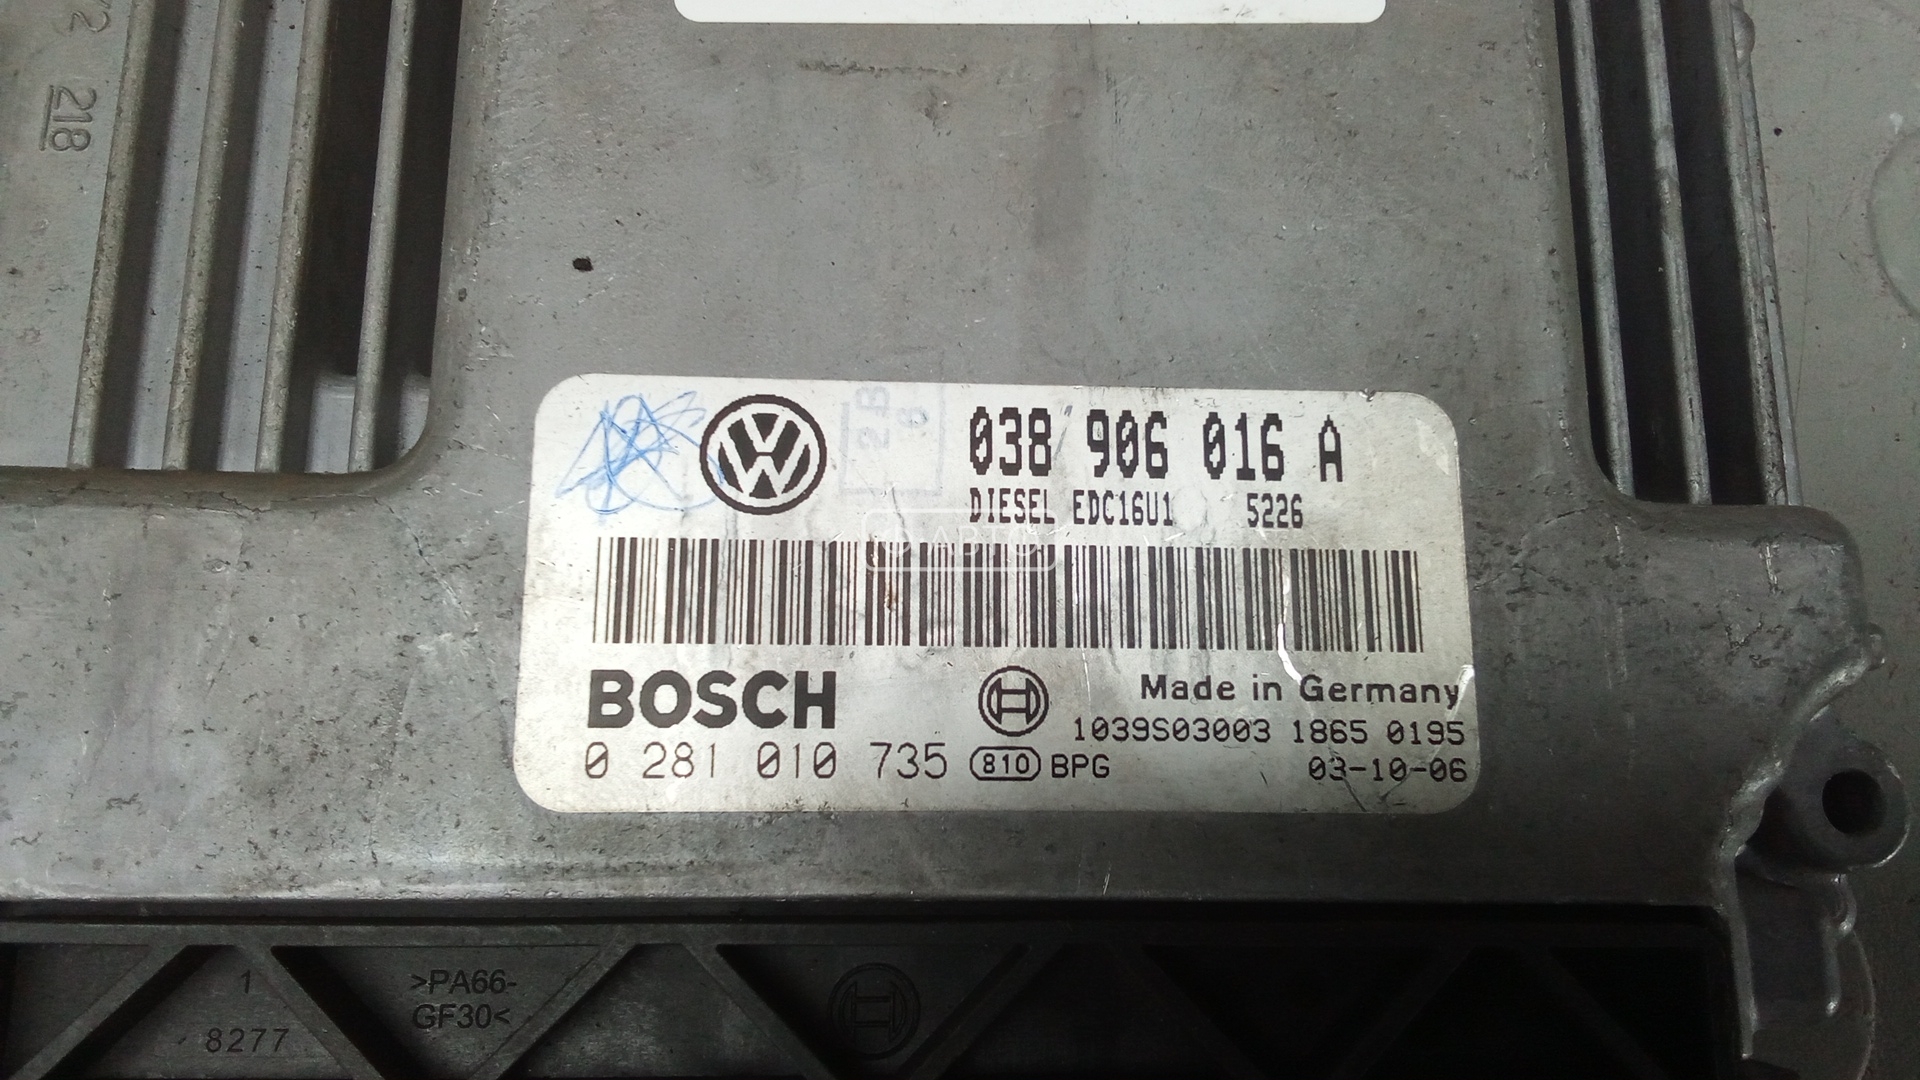 218
038 906 016 A
DIESEL EDC16U1 5226
АВТО
BOSCH
Made in Germany
1039S03003 1865 0195
0 281 010 735 810 BPG
03-10-06
1
8277
>PA66-
GF30<